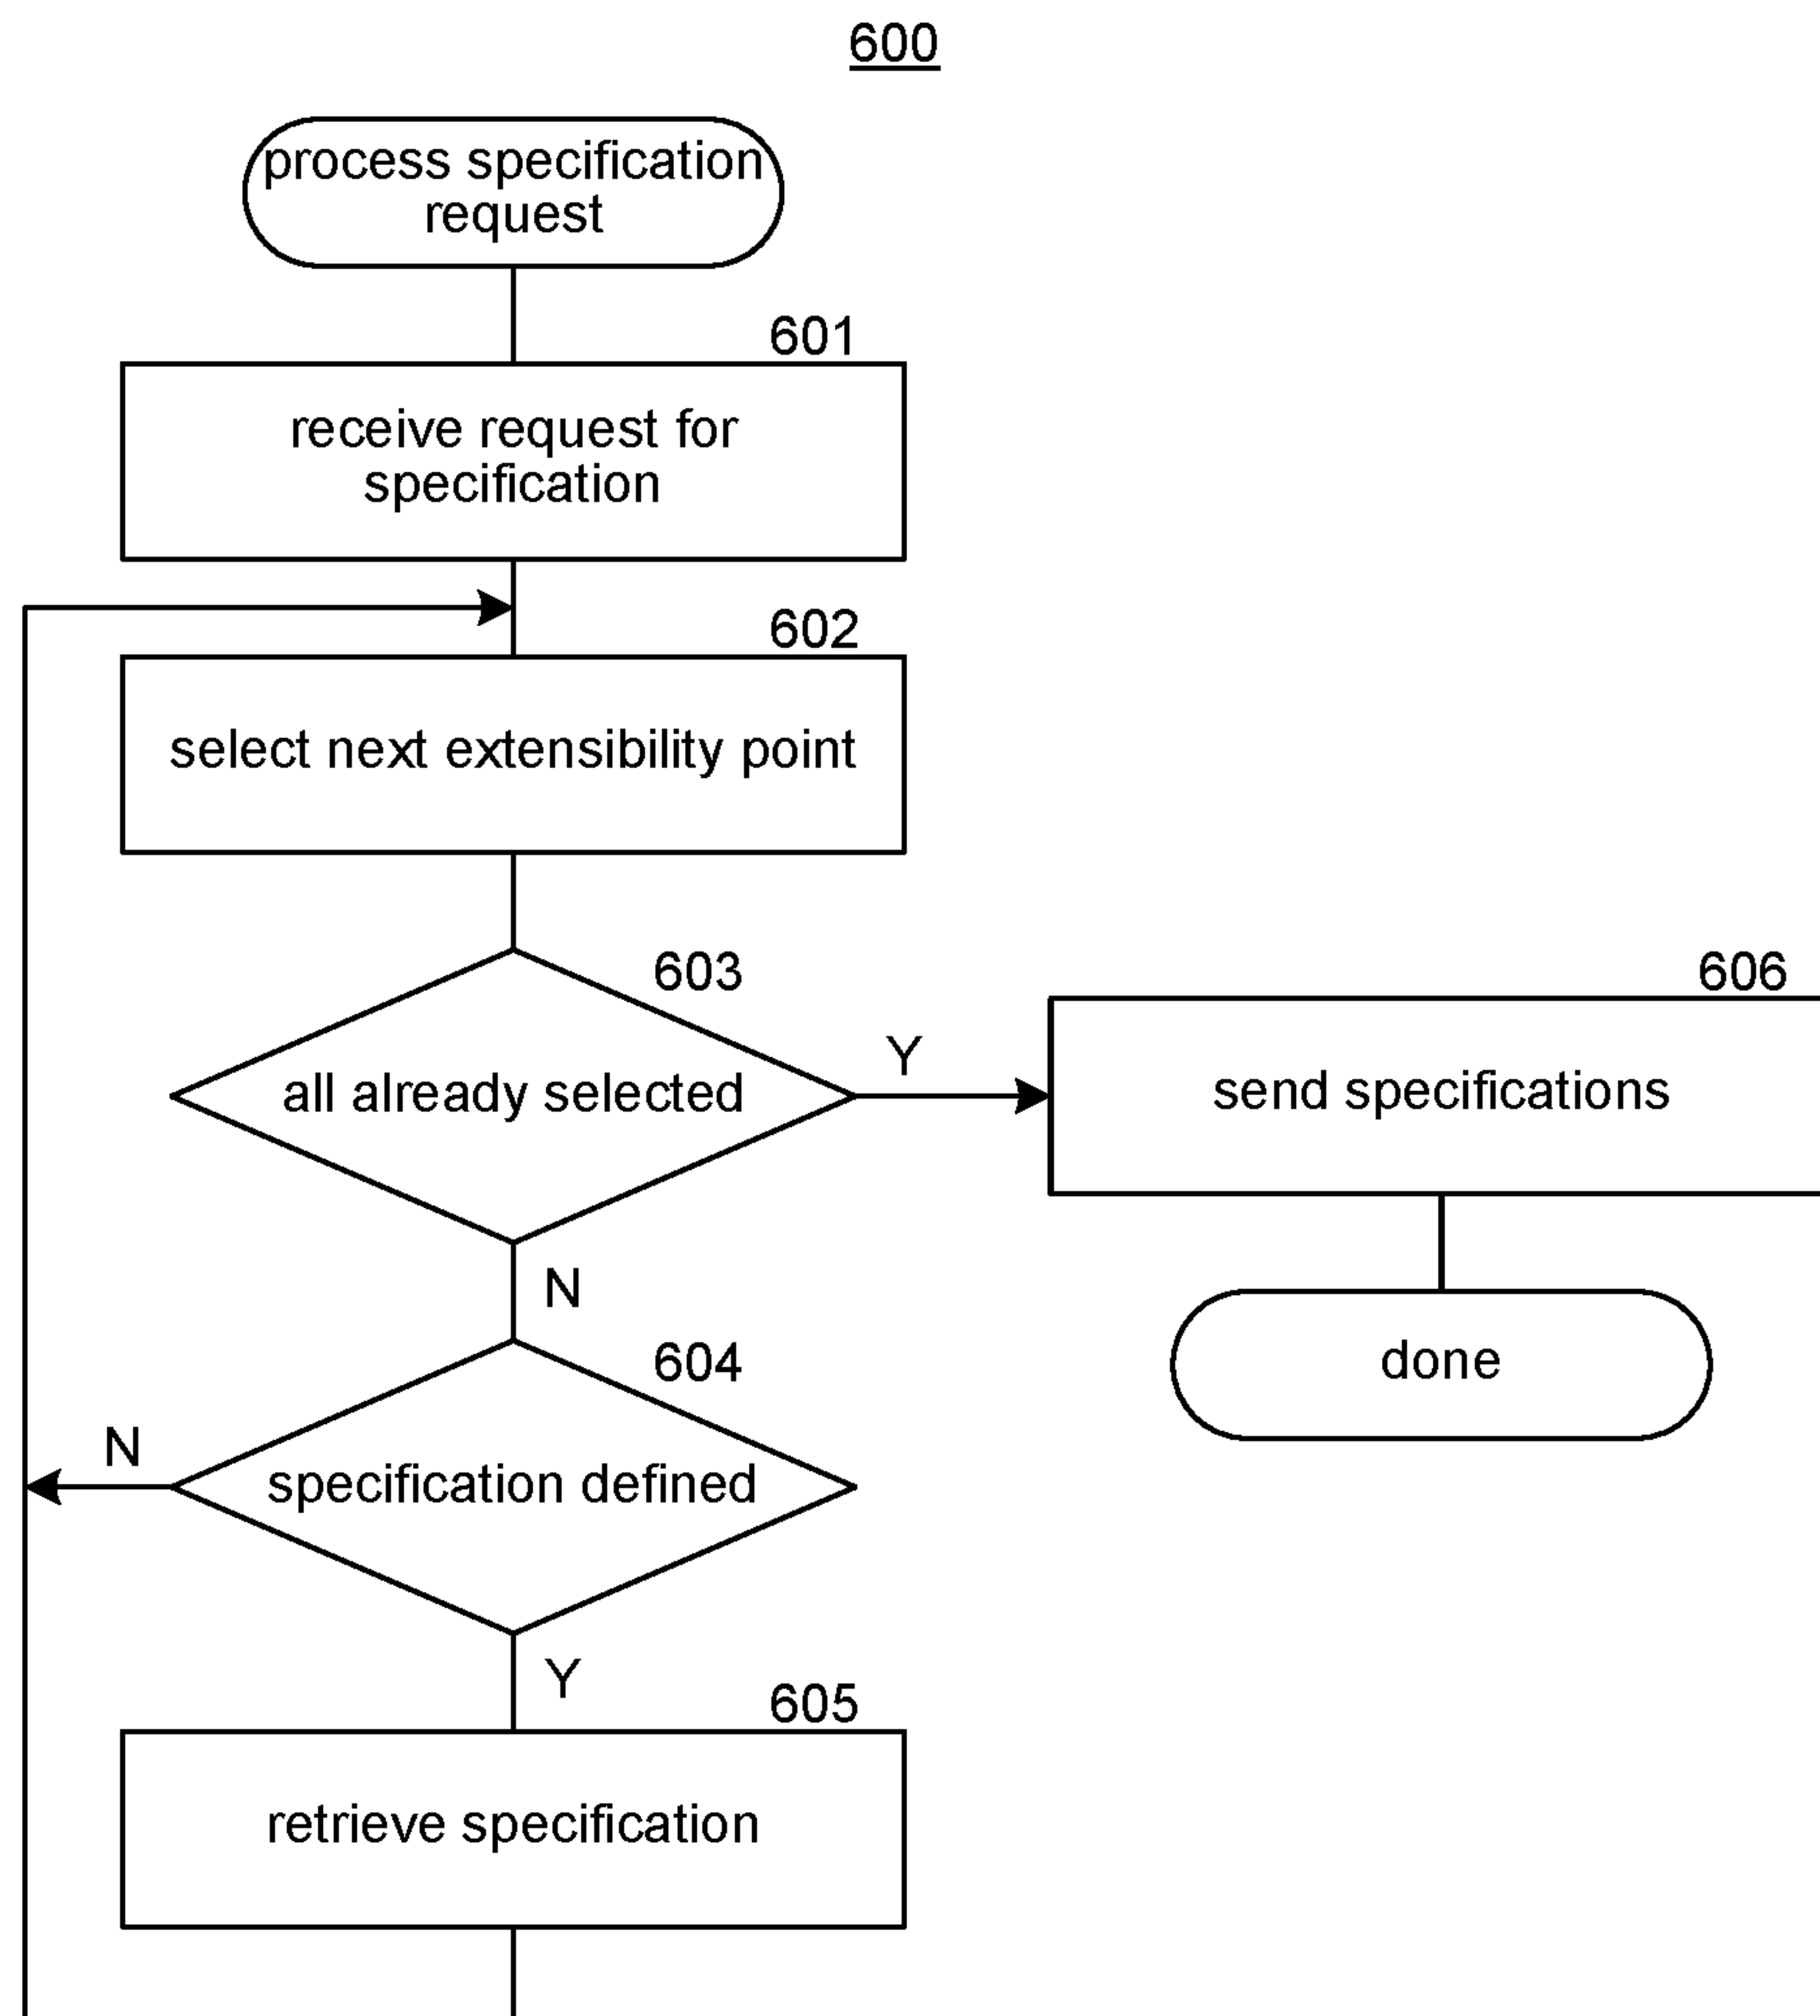 600
process specification
request
601
receive request for
specification
602
select next extensibility point
603
all already selected
Y
606
send specifications
N
done
604
specification defined
N
Y
605
retrieve specification